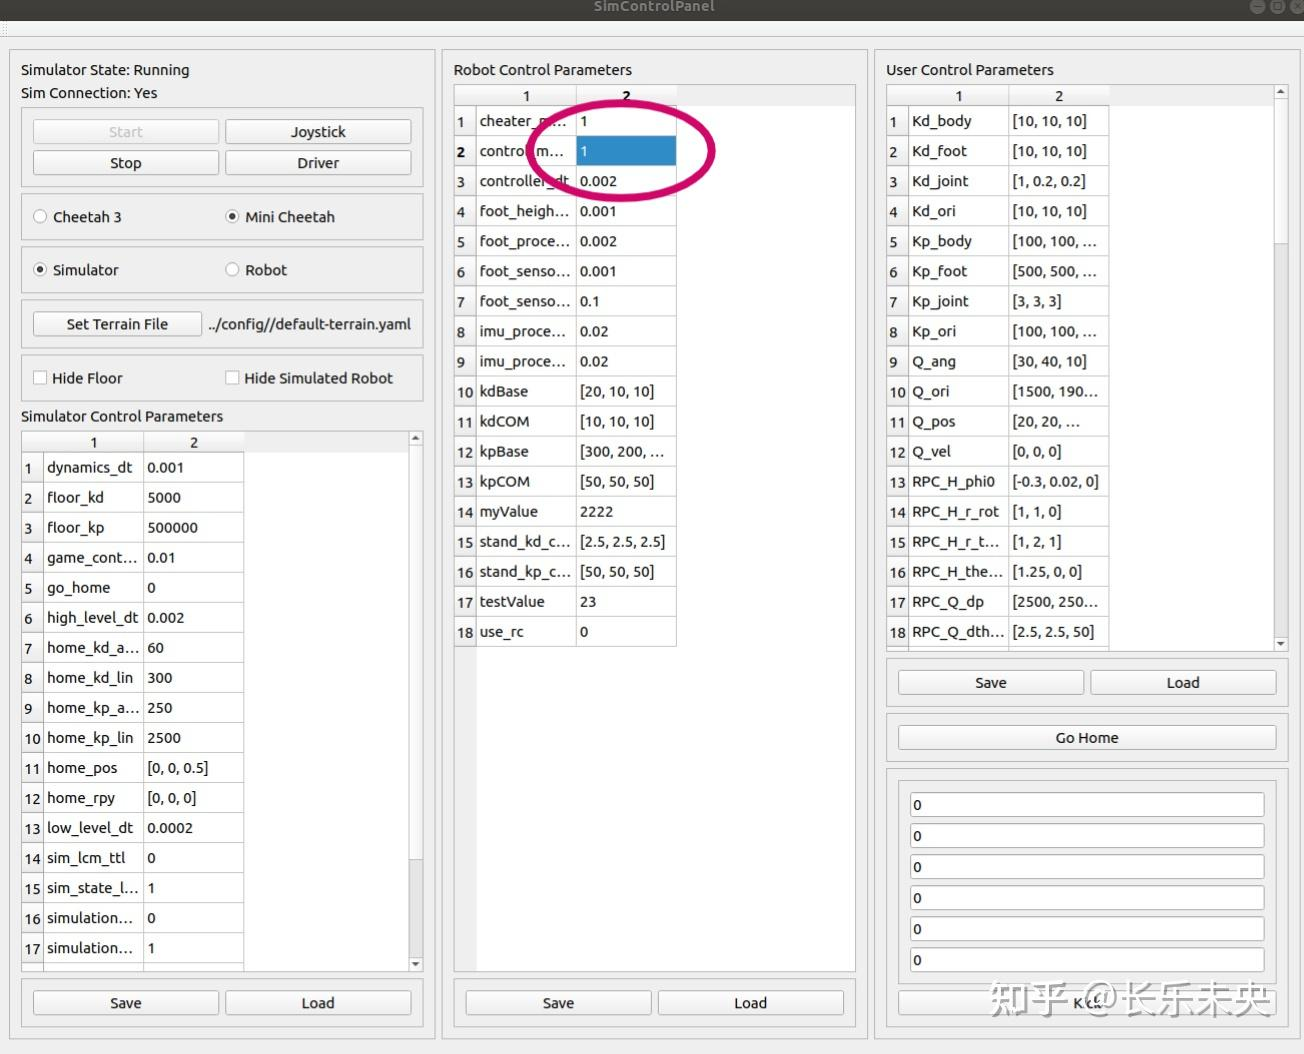 SimControlPanel
Simulator State: Running
Sim Connection: Yes
Start
Joystick
Stop
Driver
Cheetah 3
Mini Cheetah
Simulator
Robot
Set Terrain File
../config//default-terrain.yaml
Hide Floor
Hide Simulated Robot
Simulator Control Parameters
1 2
1 dynamics_dt 0.001
2 floor_kd 5000
3 floor_kp 500000
4 game_cont... 0.01
5 go_home 0
6 high_level_dt 0.002
7 home_kd_a... 60
8 home_kd_lin 300
9 home_kp_a... 250
10 home_kp_lin 2500
11 home_pos [0, 0, 0.5]
12 home_rpy [0, 0, 0]
13 low_level_dt 0.0002
14 sim_lcm_ttl 0
15 sim_state_l... 1
16 simulation... 0
17 simulation... 1
Save
Load
Robot Control Parameters
1 2
1 cheater_m... 1
2 control_m... 1
3 controller_dt 0.002
4 foot_heigh... 0.001
5 foot_proce... 0.002
6 foot_senso... 0.001
7 foot_senso... 0.1
8 imu_proce... 0.02
9 imu_proce... 0.02
10 kdBase [20, 10, 10]
11 kdCOM [10, 10, 10]
12 kpBase [300, 200, ...
13 kpCOM [50, 50, 50]
14 myValue 2222
15 stand_kd_c... [2.5, 2.5, 2.5]
16 stand_kp_c... [50, 50, 50]
17 testValue 23
18 use_rc 0
Save
Load
User Control Parameters
1 2
1 Kd_body [10, 10, 10]
2 Kd_foot [10, 10, 10]
3 Kd_joint [1, 0.2, 0.2]
4 Kd_ori [10, 10, 10]
5 Kp_body [100, 100, ...
6 Kp_foot [500, 500, ...
7 Kp_joint [3, 3, 3]
8 Kp_ori [100, 100, ...
9 Q_ang [30, 40, 10]
10 Q_ori [1500, 190...
11 Q_pos [20, 20, ...
12 Q_vel [0, 0, 0]
13 RPC_H_phi0 [-0.3, 0.02, 0]
14 RPC_H_r_rot [1, 1, 0]
15 RPC_H_r_t... [1, 2, 1]
16 RPC_H_the... [1.25, 0, 0]
17 RPC_Q_dp [2500, 250...
18 RPC_Q_dth... [2.5, 2.5, 50]
Save
Load
Go Home
0
0
0
0
0
0
Kick
知乎 @长乐未央